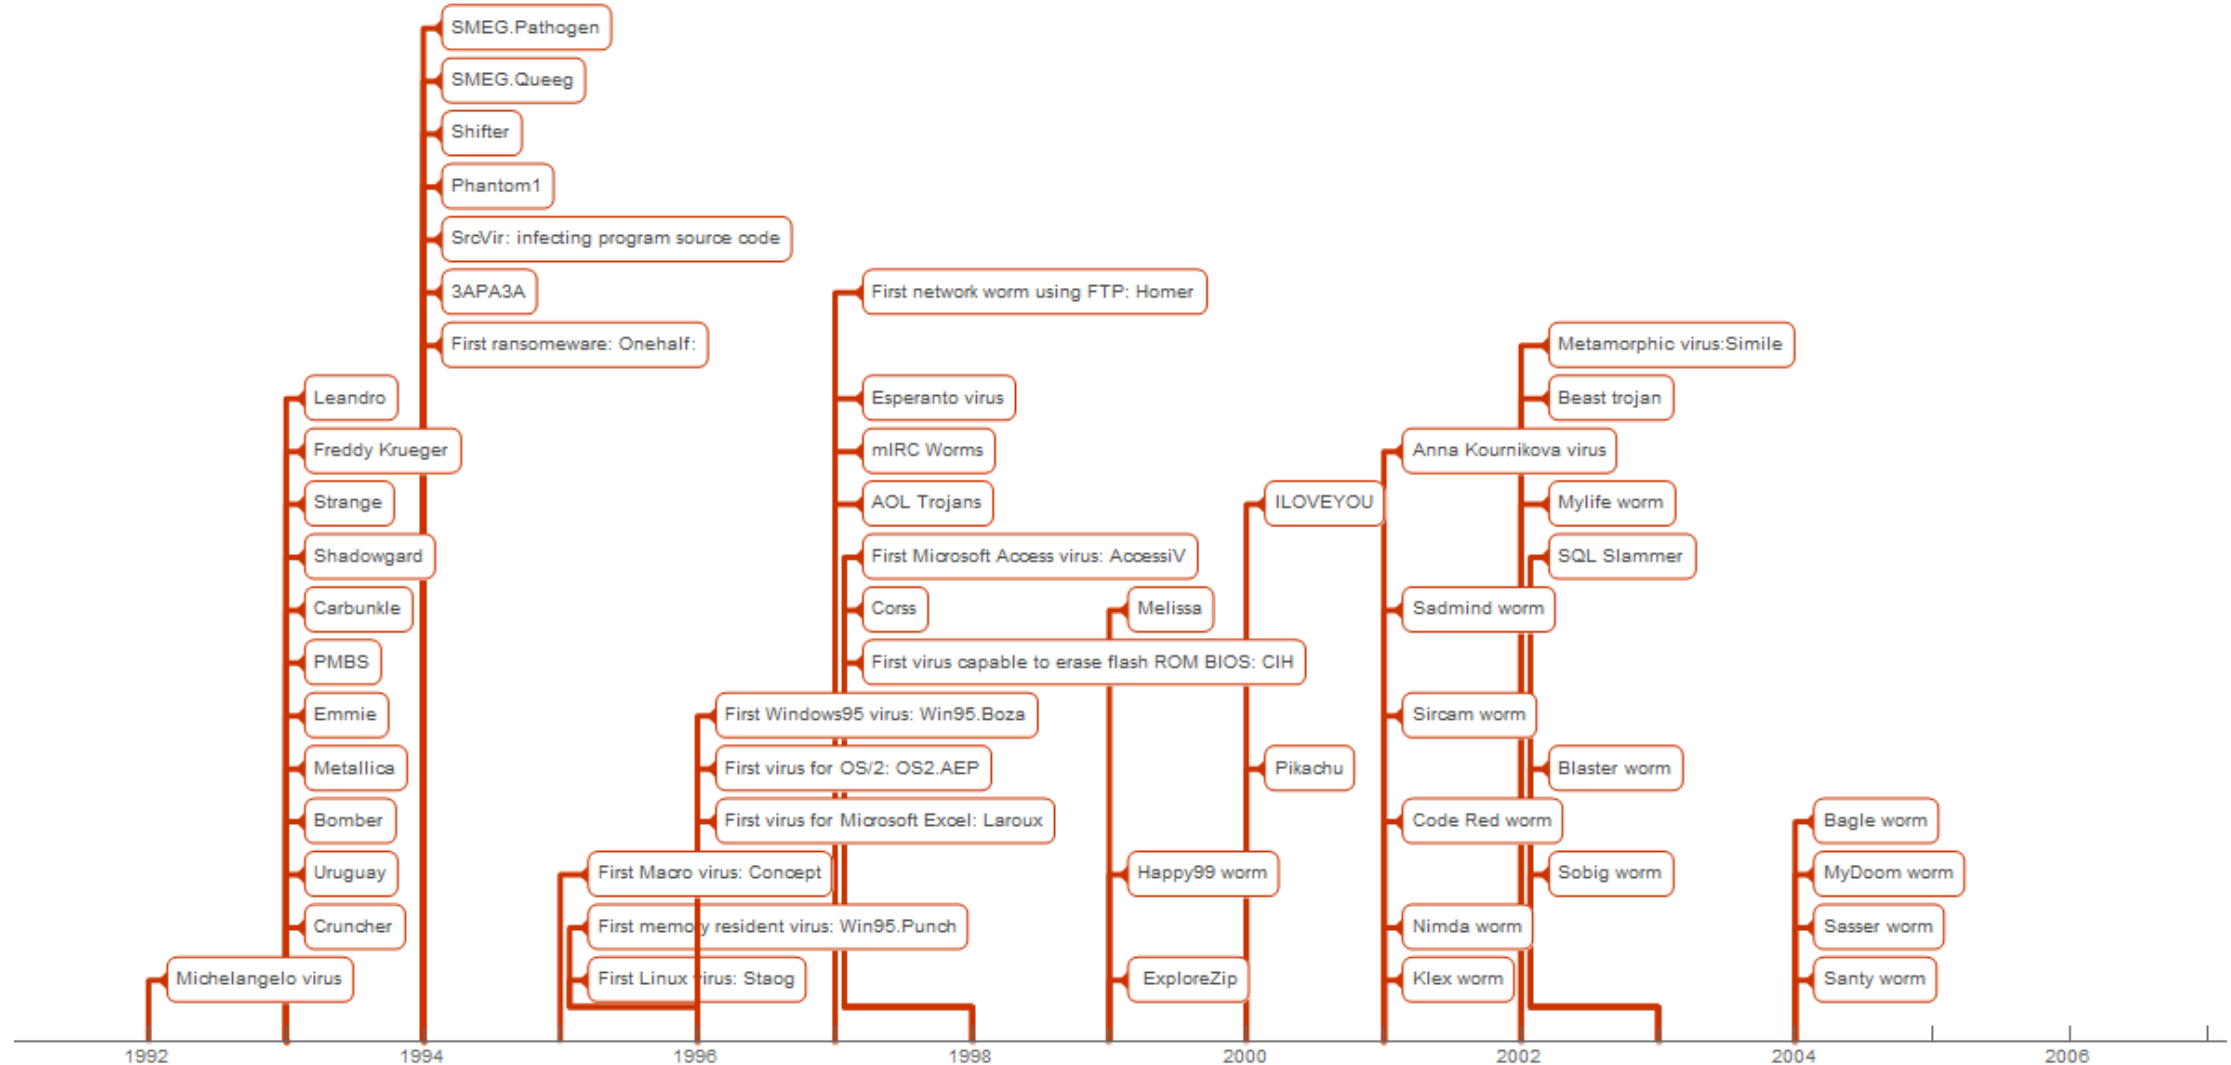 SMEG.Pathogen
SMEG.Queeg
Shifter
Phantom1
SrcVir: infecting program source code
3APA3A
First network worm using FTP: Homer
First ransomeware: Onehalf:
Metamorphic virus:Simile
Leandro
Esperanto virus
Beast trojan
Freddy Krueger
mIRC Worms
Anna Kournikova virus
Strange
AOL Trojans
ILOVEYOU
Mylife worm
Shadowgard
First Microsoft Access virus: AccessiV
SQL Slammer
Carbunkle
Corss
Melissa
Sadmind worm
PMBS
First virus capable to erase flash ROM BIOS: CIH
Emmie
First Windows95 virus: Win95.Boza
Sircam worm
Metallica
First virus for OS/2: OS2.AEP
Pikachu
Blaster worm
Bomber
First virus for Microsoft Excel: Laroux
Code Red worm
Bagle worm
Uruguay
First Macro virus: Concept
Happy99 worm
Sobig worm
MyDoom worm
Cruncher
First memory resident virus: Win95.Punch
Nimda worm
Sasser worm
Michelangelo virus
First Linux virus: Staog
ExploreZip
Klex worm
Santy worm
1992 1994 1996 1998 2000 2002 2004 2006